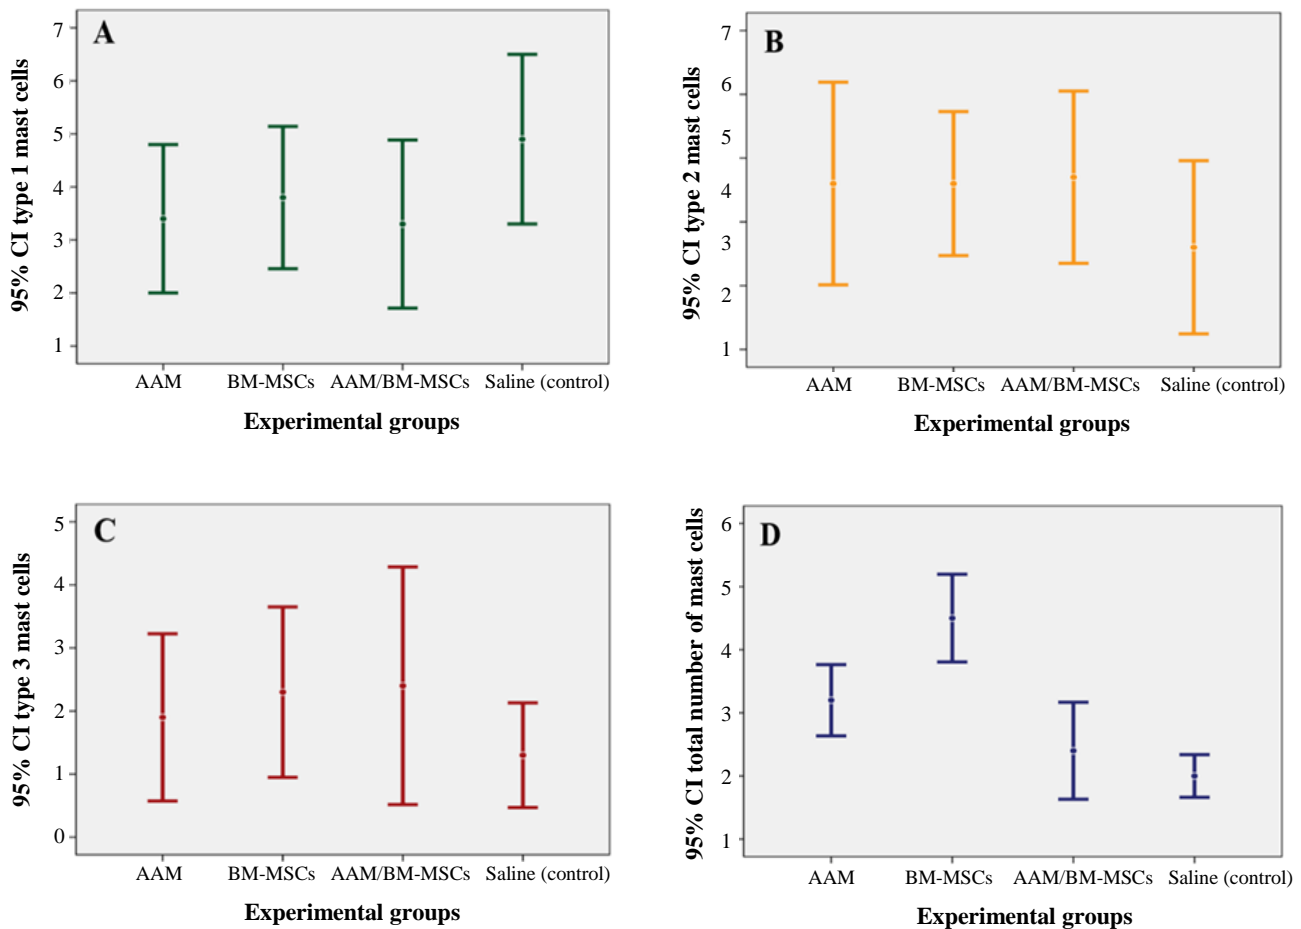 A
95% CI type 1 mast cells
7
6
5
4
3
2
1
AAM BM-MSCs AAM/BM-MSCs Saline (control)
Experimental groups
B
95% CI type 2 mast cells
7
6
5
4
3
2
1
AAM BM-MSCs AAM/BM-MSCs Saline (control)
Experimental groups
C
95% CI type 3 mast cells
5
4
3
2
1
0
AAM BM-MSCs AAM/BM-MSCs Saline (control)
Experimental groups
D
95% CI total number of mast cells
6
5
4
3
2
1
AAM BM-MSCs AAM/BM-MSCs Saline (control)
Experimental groups